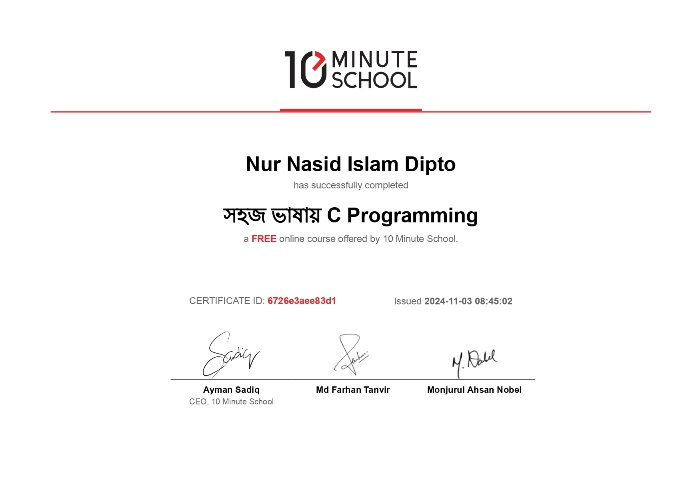 10 MINUTE
SCHOOL
Nur Nasid Islam Dipto
has successfully completed
সহজ ভাষায় C Programming
a FREE online course offered by 10 Minute School.
CERTIFICATE ID: 6726e3aee83d1
Issued 2024-11-03 08:45:02
Sadiq
M. Nobel
Ayman Sadiq
Md Farhan Tanvir
Monjurul Ahsan Nobel
CEO, 10 Minute School